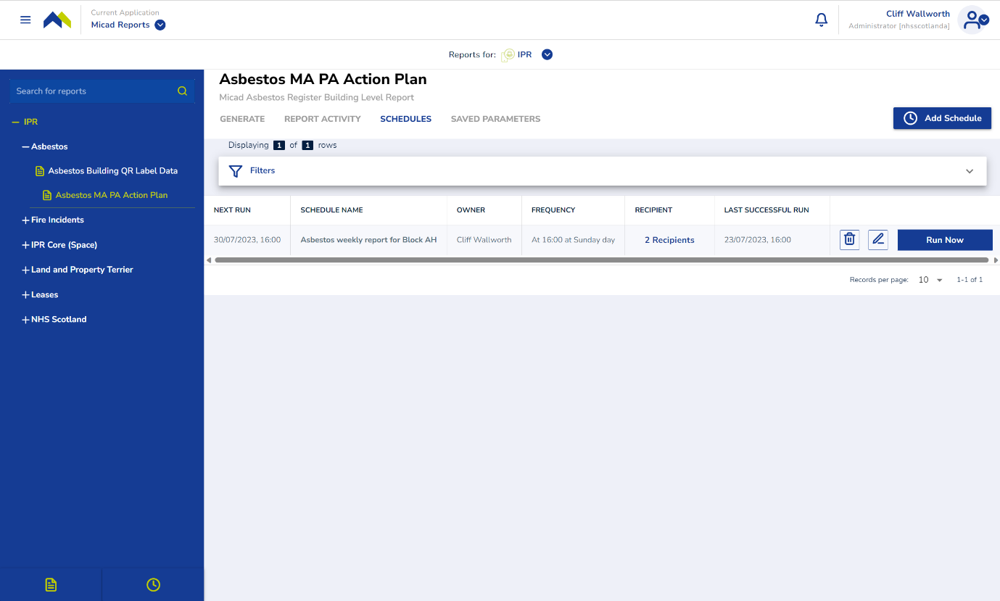 Current Application
Micad Reports
Cliff Wallworth
Administrator [nhsscotlanda]
Reports for: IPR
Search for reports
IPR
Asbestos
Asbestos Building QR Label Data
Asbestos MA PA Action Plan
Fire Incidents
IPR Core (Space)
Land and Property Terrier
Leases
NHS Scotland
Asbestos MA PA Action Plan
Micad Asbestos Register Building Level Report
GENERATE REPORT ACTIVITY SCHEDULES SAVED PARAMETERS
Add Schedule
Displaying 1 of 1 rows
Filters
NEXT RUN SCHEDULE NAME OWNER FREQUENCY RECIPIENT LAST SUCCESSFUL RUN
30/07/2023, 16:00 Asbestos weekly report for Block AH Cliff Wallworth At 16:00 at Sunday day 2 Recipients 23/07/2023, 16:00 Run Now
Records per page: 10 1-1 of 1